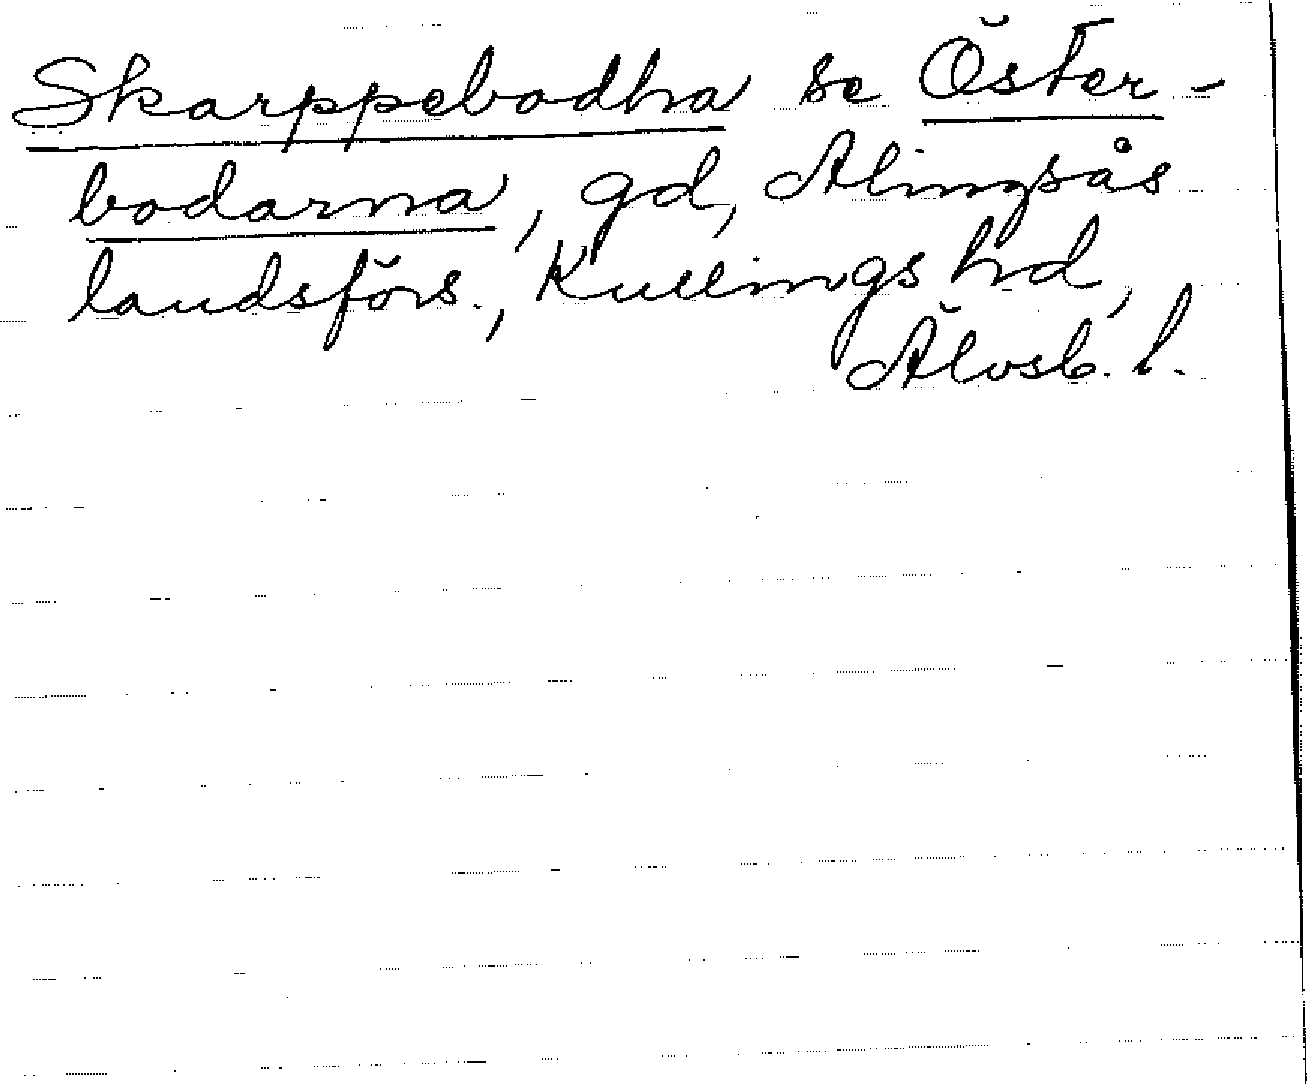 Skarppebodha se Öster-
bodarna, gd, Alingsås
landsförs., Kullings hd,
Älvsb. l.